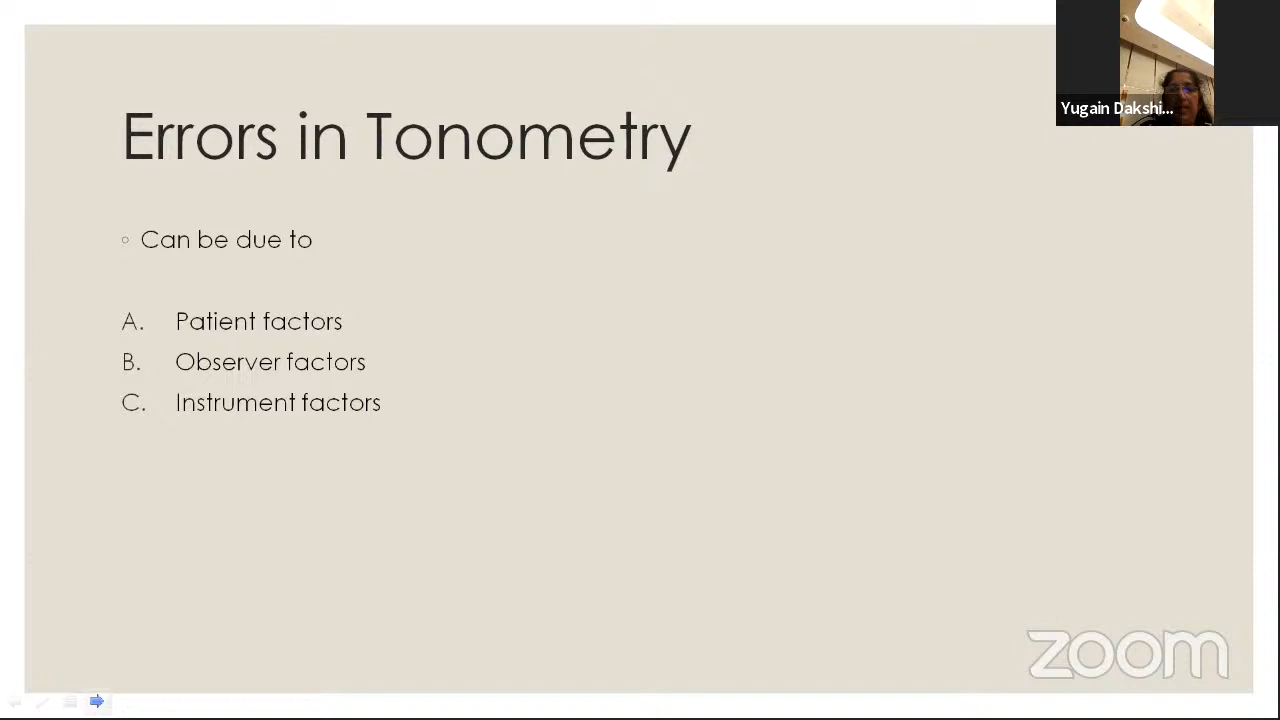 Errors in Tonometry
Yugain Dakshi...
◦ Can be due to
A. Patient factors
B. Observer factors
C. Instrument factors
zoom